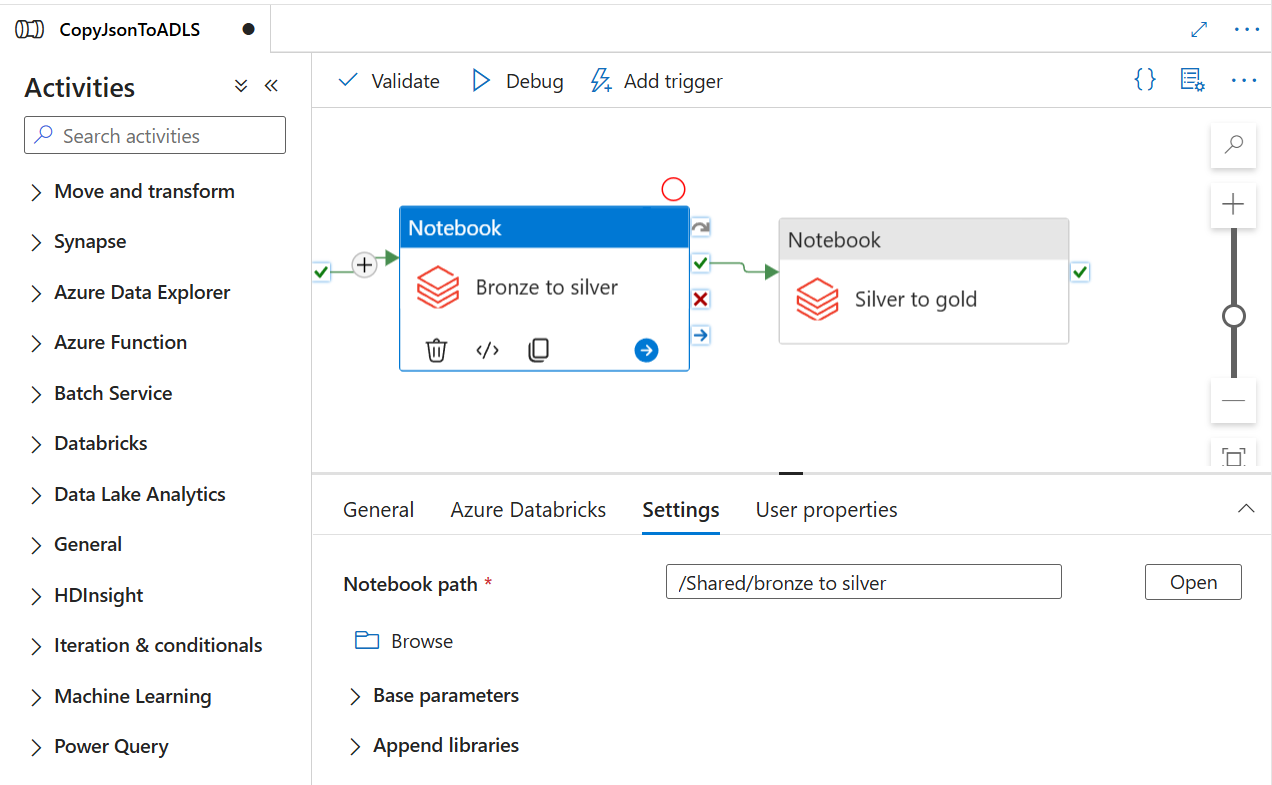 CopyJsonToADLS
Activities
Search activities
Move and transform
Synapse
Azure Data Explorer
Azure Function
Batch Service
Databricks
Data Lake Analytics
General
HDInsight
Iteration & conditionals
Machine Learning
Power Query
Validate Debug Add trigger
Notebook
Bronze to silver
Notebook
Silver to gold
General Azure Databricks Settings User properties
Notebook path * /Shared/bronze to silver Open
Browse
Base parameters
Append libraries